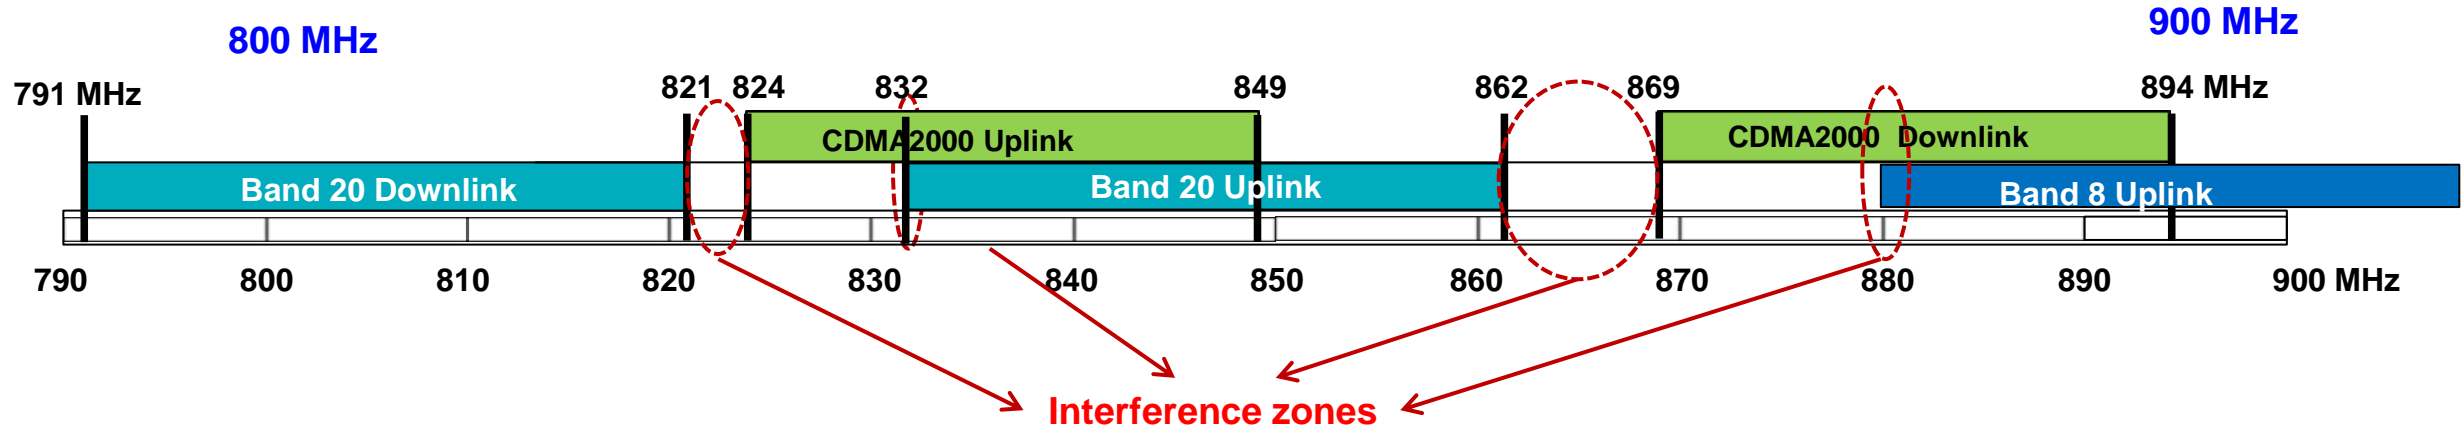 800 MHz
900 MHz
791 MHz
821
824
832
849
862
869
894 MHz
CDMA2000 Uplink
CDMA2000 Downlink
Band 20 Downlink
Band 20 Uplink
Band 8 Uplink
790
800
810
820
830
840
850
860
870
880
890
900 MHz
Interference zones